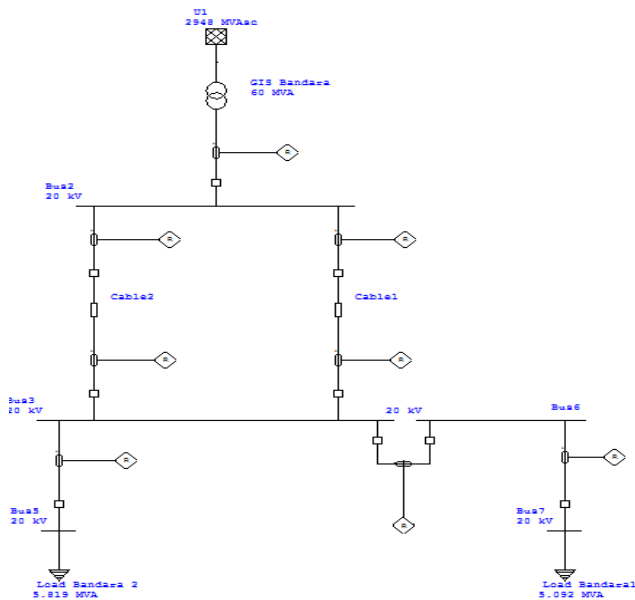 U1
2948 MVAsc
GIS Bandara
60 MVA
R
Bus2
20 kV
R
R
Cable2
Cable1
R
R
Bus3
20 kV
20 kV
Bus6
R
R
Bus5
20 kV
R
Bus7
20 kV
Load Bandara 2
5.819 MVA
Load Bandara1
5.092 MVA